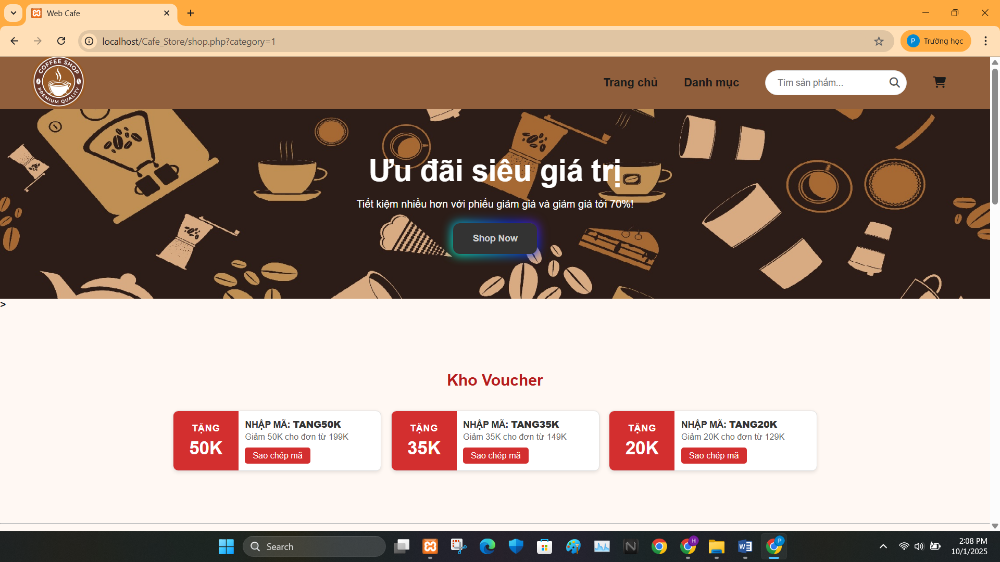 Web Cafe
localhost/Cafe_Store/shop.php?category=1
P
Trường học
COFFEE SHOP
PREMIUM QUALITY
Trang chủ
Danh mục
Tìm sản phẩm...
Ưu đãi siêu giá trị
Tiết kiệm nhiều hơn với phiếu giảm giá và giảm giá tới 70%!
Shop Now
>
Kho Voucher
TẶNG
50K
NHẬP MÃ: TANG50K
Giảm 50K cho đơn từ 199K
Sao chép mã
TẶNG
35K
NHẬP MÃ: TANG35K
Giảm 35K cho đơn từ 149K
Sao chép mã
TẶNG
20K
NHẬP MÃ: TANG20K
Giảm 20K cho đơn từ 129K
Sao chép mã
Search
H
P
2:08 PM
10/1/2025